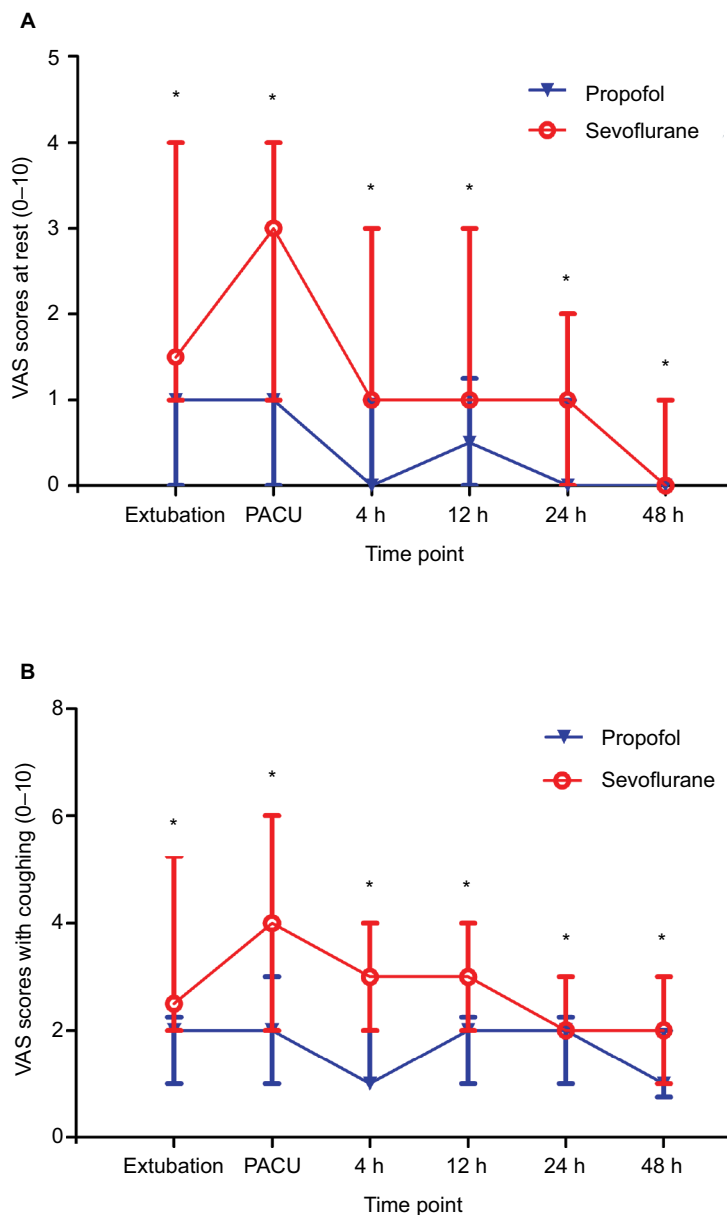 A
VAS scores at rest (0–10)
5
4
3
2
1
0
* * * * * *
Propofol
Sevoflurane
Extubation PACU 4 h 12 h 24 h 48 h
Time point
B
VAS scores with coughing (0–10)
8
6
4
2
0
* * * * * *
Propofol
Sevoflurane
Extubation PACU 4 h 12 h 24 h 48 h
Time point